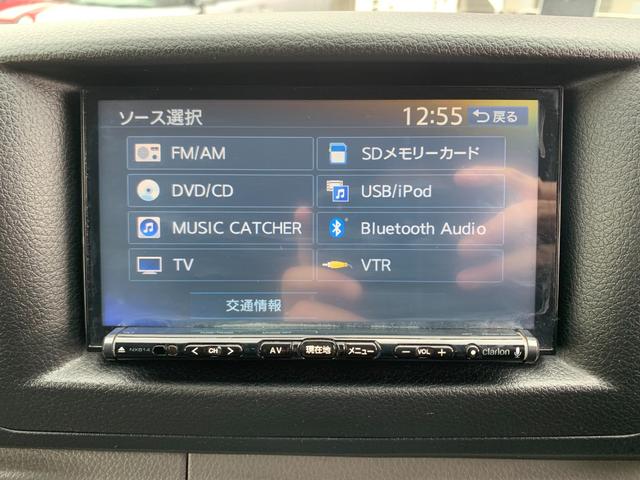 ソース選択 12:55 戻る
FM/AM SDメモリーカード
DVD/CD USB/iPod
MUSIC CATCHER Bluetooth Audio
TV VTR
交通情報
NX614 < CH > AV 現在地 メニュー − VOL + clarion